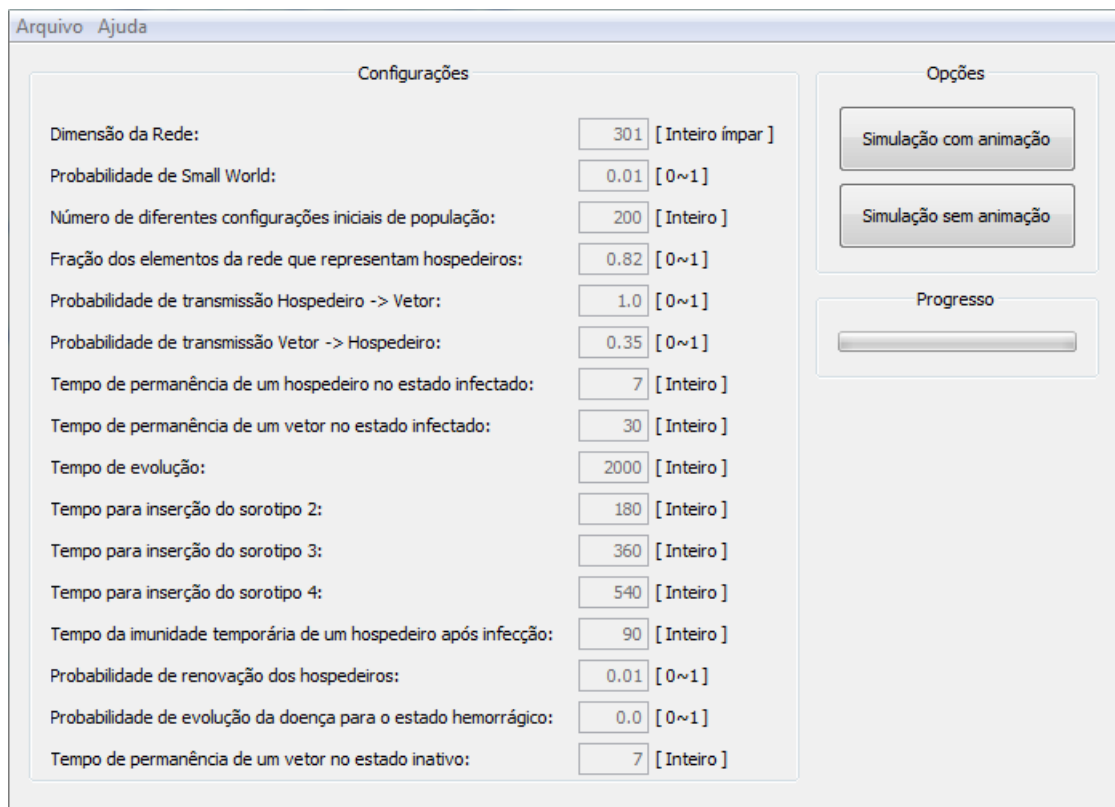 Arquivo Ajuda
Configurações
Dimensão da Rede: 301 [ Inteiro ímpar ]
Probabilidade de Small World: 0.01 [ 0~1 ]
Número de diferentes configurações iniciais de população: 200 [ Inteiro ]
Fração dos elementos da rede que representam hospedeiros: 0.82 [ 0~1 ]
Probabilidade de transmissão Hospedeiro -> Vetor: 1.0 [ 0~1 ]
Probabilidade de transmissão Vetor -> Hospedeiro: 0.35 [ 0~1 ]
Tempo de permanência de um hospedeiro no estado infectado: 7 [ Inteiro ]
Tempo de permanência de um vetor no estado infectado: 30 [ Inteiro ]
Tempo de evolução: 2000 [ Inteiro ]
Tempo para inserção do sorotipo 2: 180 [ Inteiro ]
Tempo para inserção do sorotipo 3: 360 [ Inteiro ]
Tempo para inserção do sorotipo 4: 540 [ Inteiro ]
Tempo da imunidade temporária de um hospedeiro após infecção: 90 [ Inteiro ]
Probabilidade de renovação dos hospedeiros: 0.01 [ 0~1 ]
Probabilidade de evolução da doença para o estado hemorrágico: 0.0 [ 0~1 ]
Tempo de permanência de um vetor no estado inativo: 7 [ Inteiro ]
Opções
Simulação com animação
Simulação sem animação
Progresso